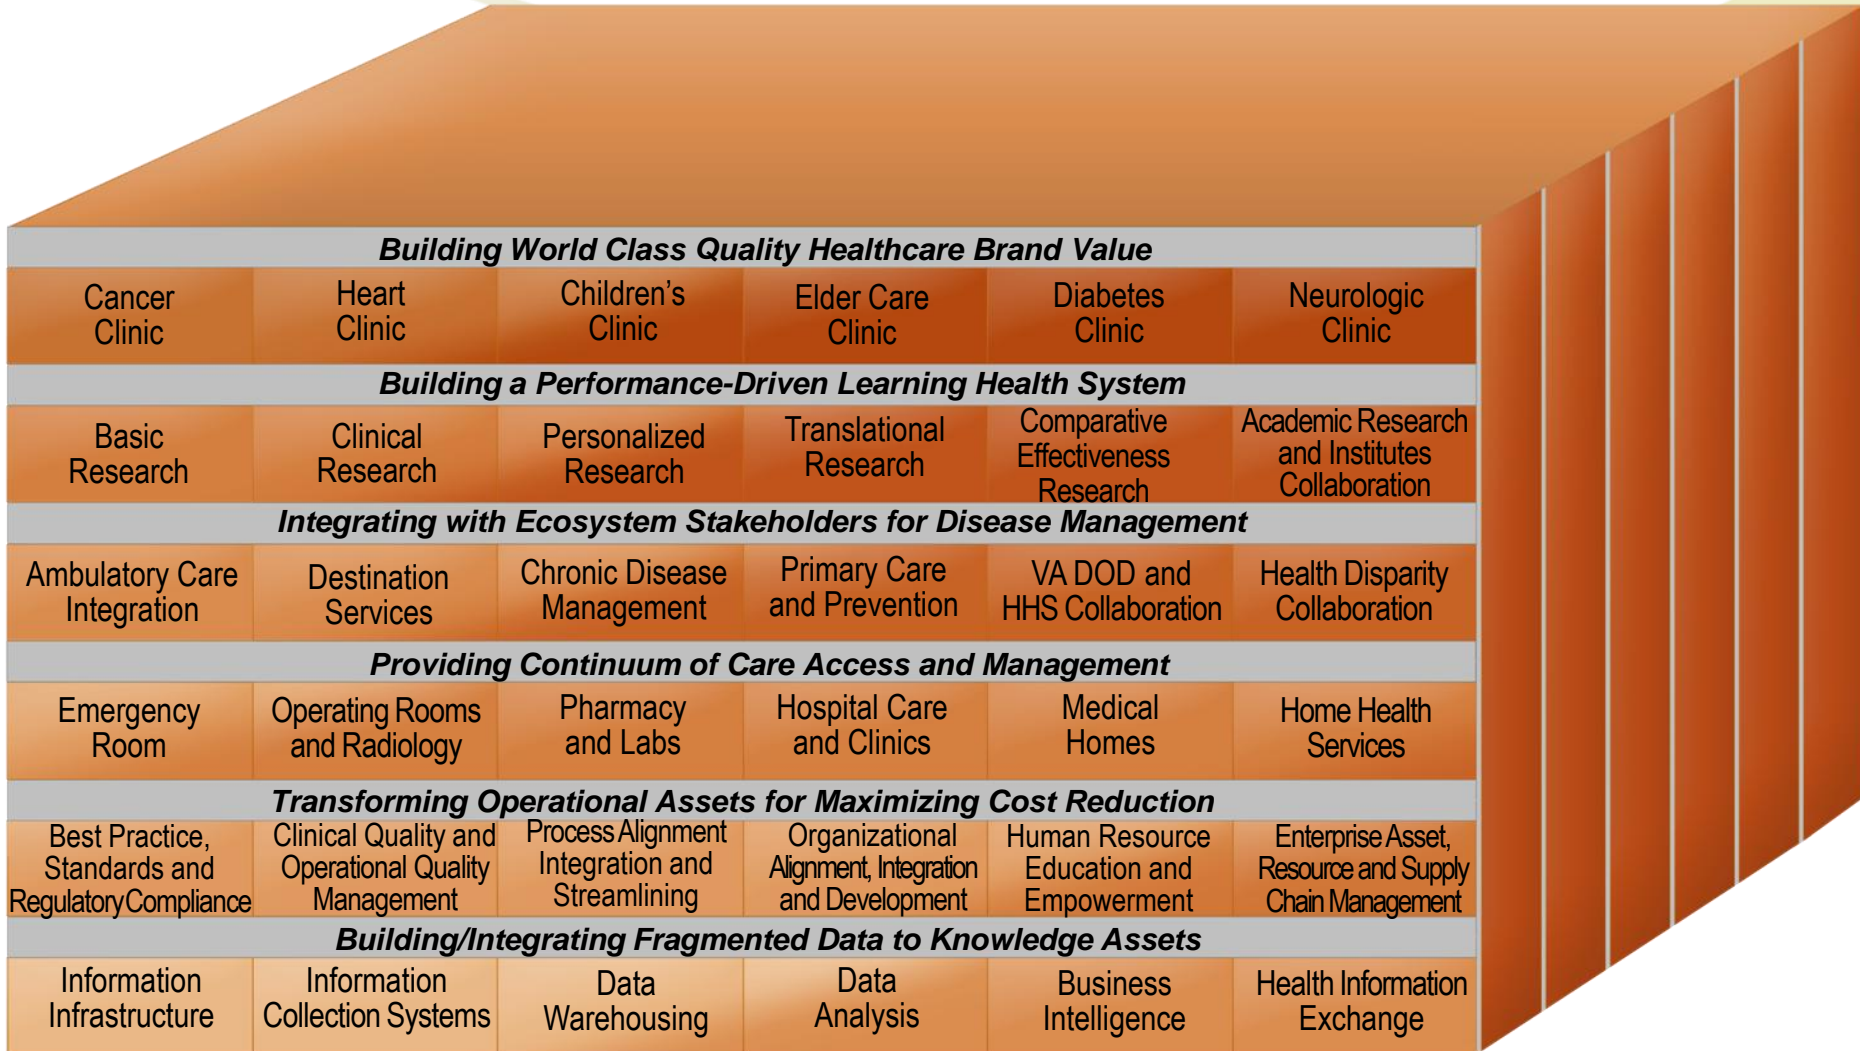 Building World Class Quality Healthcare Brand Value
Cancer
Clinic
Heart
Clinic
Children's
Clinic
Elder Care
Clinic
Diabetes
Clinic
Neurologic
Clinic
Building a Performance-Driven Learning Health System
Basic
Research
Clinical
Research
Personalized
Research
Translational
Research
Comparative
Effectiveness
Research
Academic Research
and Institutes
Collaboration
Integrating with Ecosystem Stakeholders for Disease Management
Ambulatory Care
Integration
Destination
Services
Chronic Disease
Management
Primary Care
and Prevention
VA DOD and
HHS Collaboration
Health Disparity
Collaboration
Providing Continuum of Care Access and Management
Emergency
Room
Operating Rooms
and Radiology
Pharmacy
and Labs
Hospital Care
and Clinics
Medical
Homes
Home Health
Services
Transforming Operational Assets for Maximizing Cost Reduction
Best Practice,
Standards and
Regulatory Compliance
Clinical Quality and
Operational Quality
Management
Process Alignment
Integration and
Streamlining
Organizational
Alignment, Integration
and Development
Human Resource
Education and
Empowerment
Enterprise Asset,
Resource and Supply
Chain Management
Building/Integrating Fragmented Data to Knowledge Assets
Information
Infrastructure
Information
Collection Systems
Data
Warehousing
Data
Analysis
Business
Intelligence
Health Information
Exchange